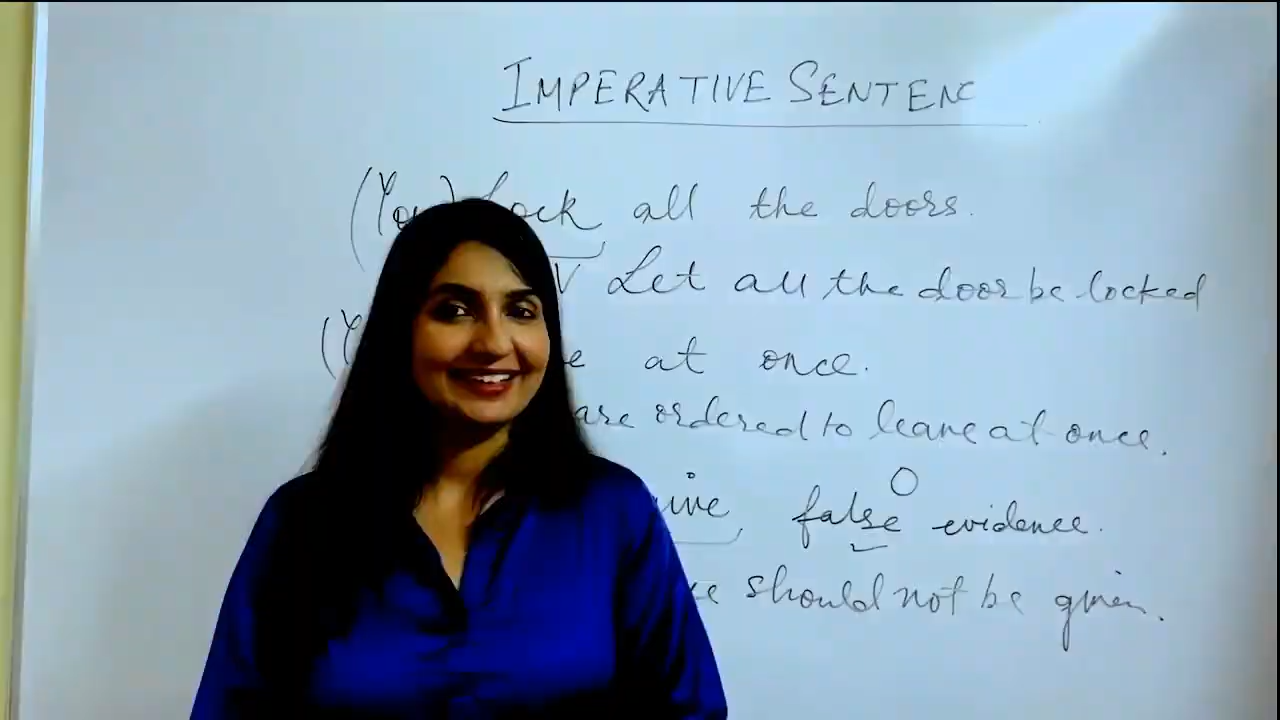 IMPERATIVE SENTENC
(You) Lock all the doors.
V Let all the door be locked
at once.
are ordered to leave at once.
O
false evidence.
should not be given.